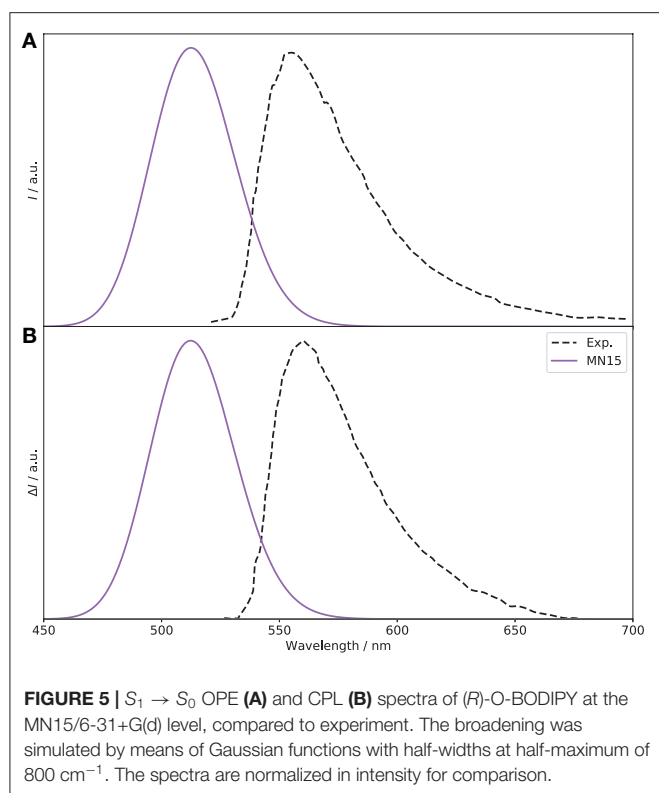 A
I / a.u.
B
Exp.
MN15
ΔI / a.u.
450 500 550 600 650 700
Wavelength / nm
FIGURE 5 | S₁ → S₀ OPE (A) and CPL (B) spectra of (R)-O-BODIPY at the
MN15/6-31+G(d) level, compared to experiment. The broadening was
simulated by means of Gaussian functions with half-widths at half-maximum of
800 cm⁻¹. The spectra are normalized in intensity for comparison.